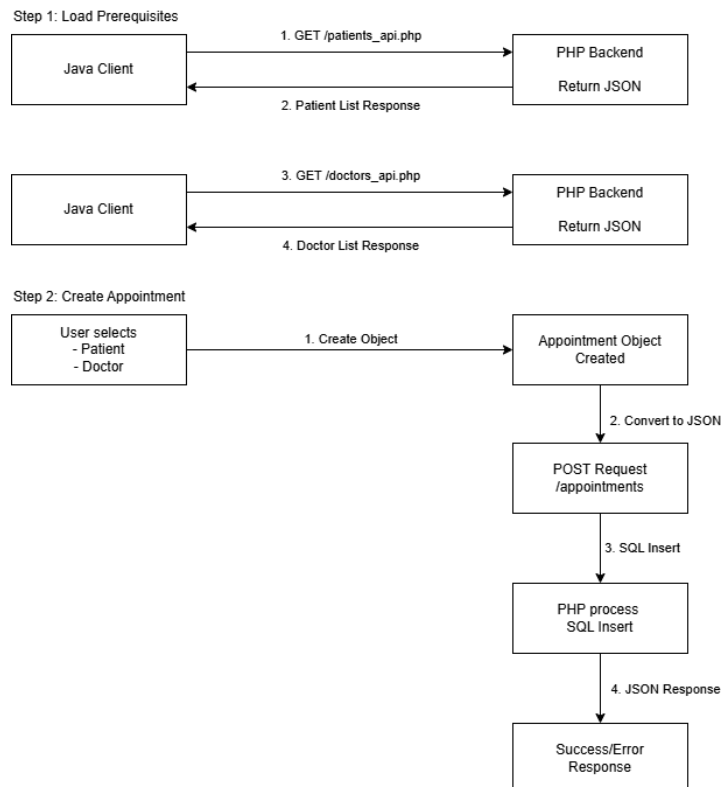 Step 1: Load Prerequisites
1. GET /patients_api.php
Java Client
PHP Backend
Return JSON
2. Patient List Response
3. GET /doctors_api.php
Java Client
PHP Backend
Return JSON
4. Doctor List Response
Step 2: Create Appointment
User selects
- Patient
- Doctor
1. Create Object
Appointment Object
Created
2. Convert to JSON
POST Request
/appointments
3. SQL Insert
PHP process
SQL Insert
4. JSON Response
Success/Error
Response